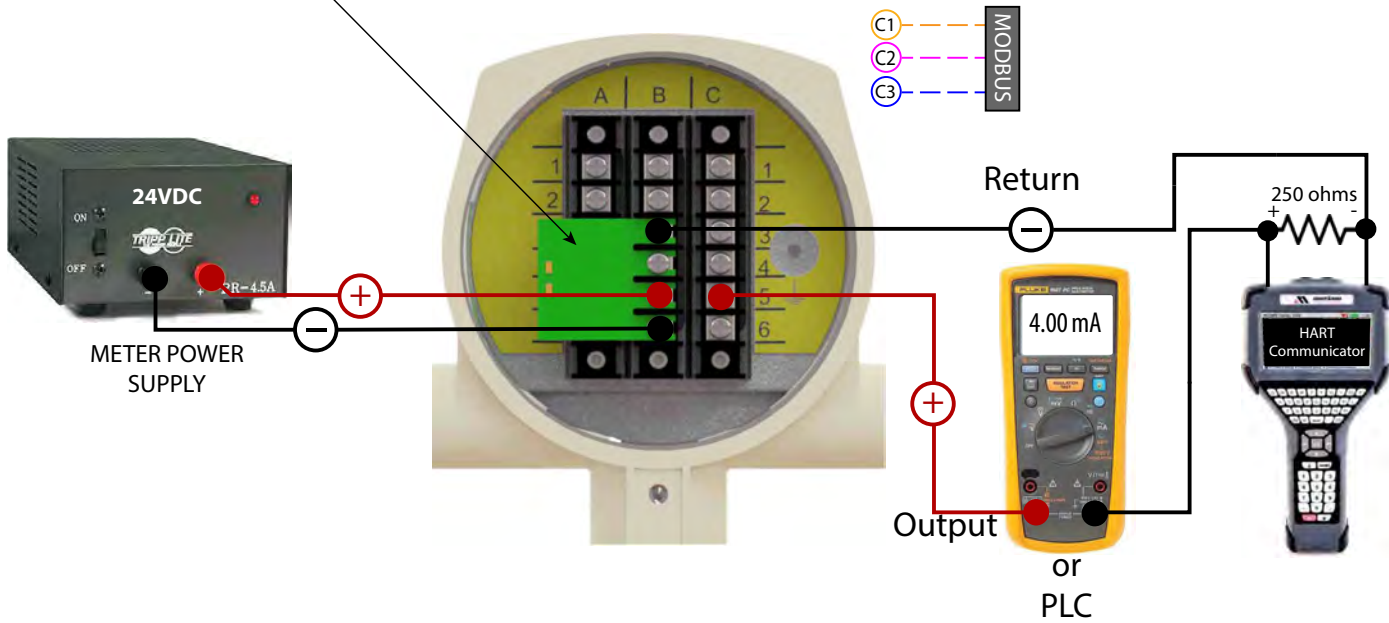 C1
C2
C3
MODBUS
A B C
1 1
2 2
3
4
5
6
24VDC
ON
OFF
TRIPP LITE
PR-4.5A
- +
+
-
METER POWER
SUPPLY
Return
-
+
Output
250 ohms
+ -
FLUKE
4.00 mA
or
PLC
HART
Communicator